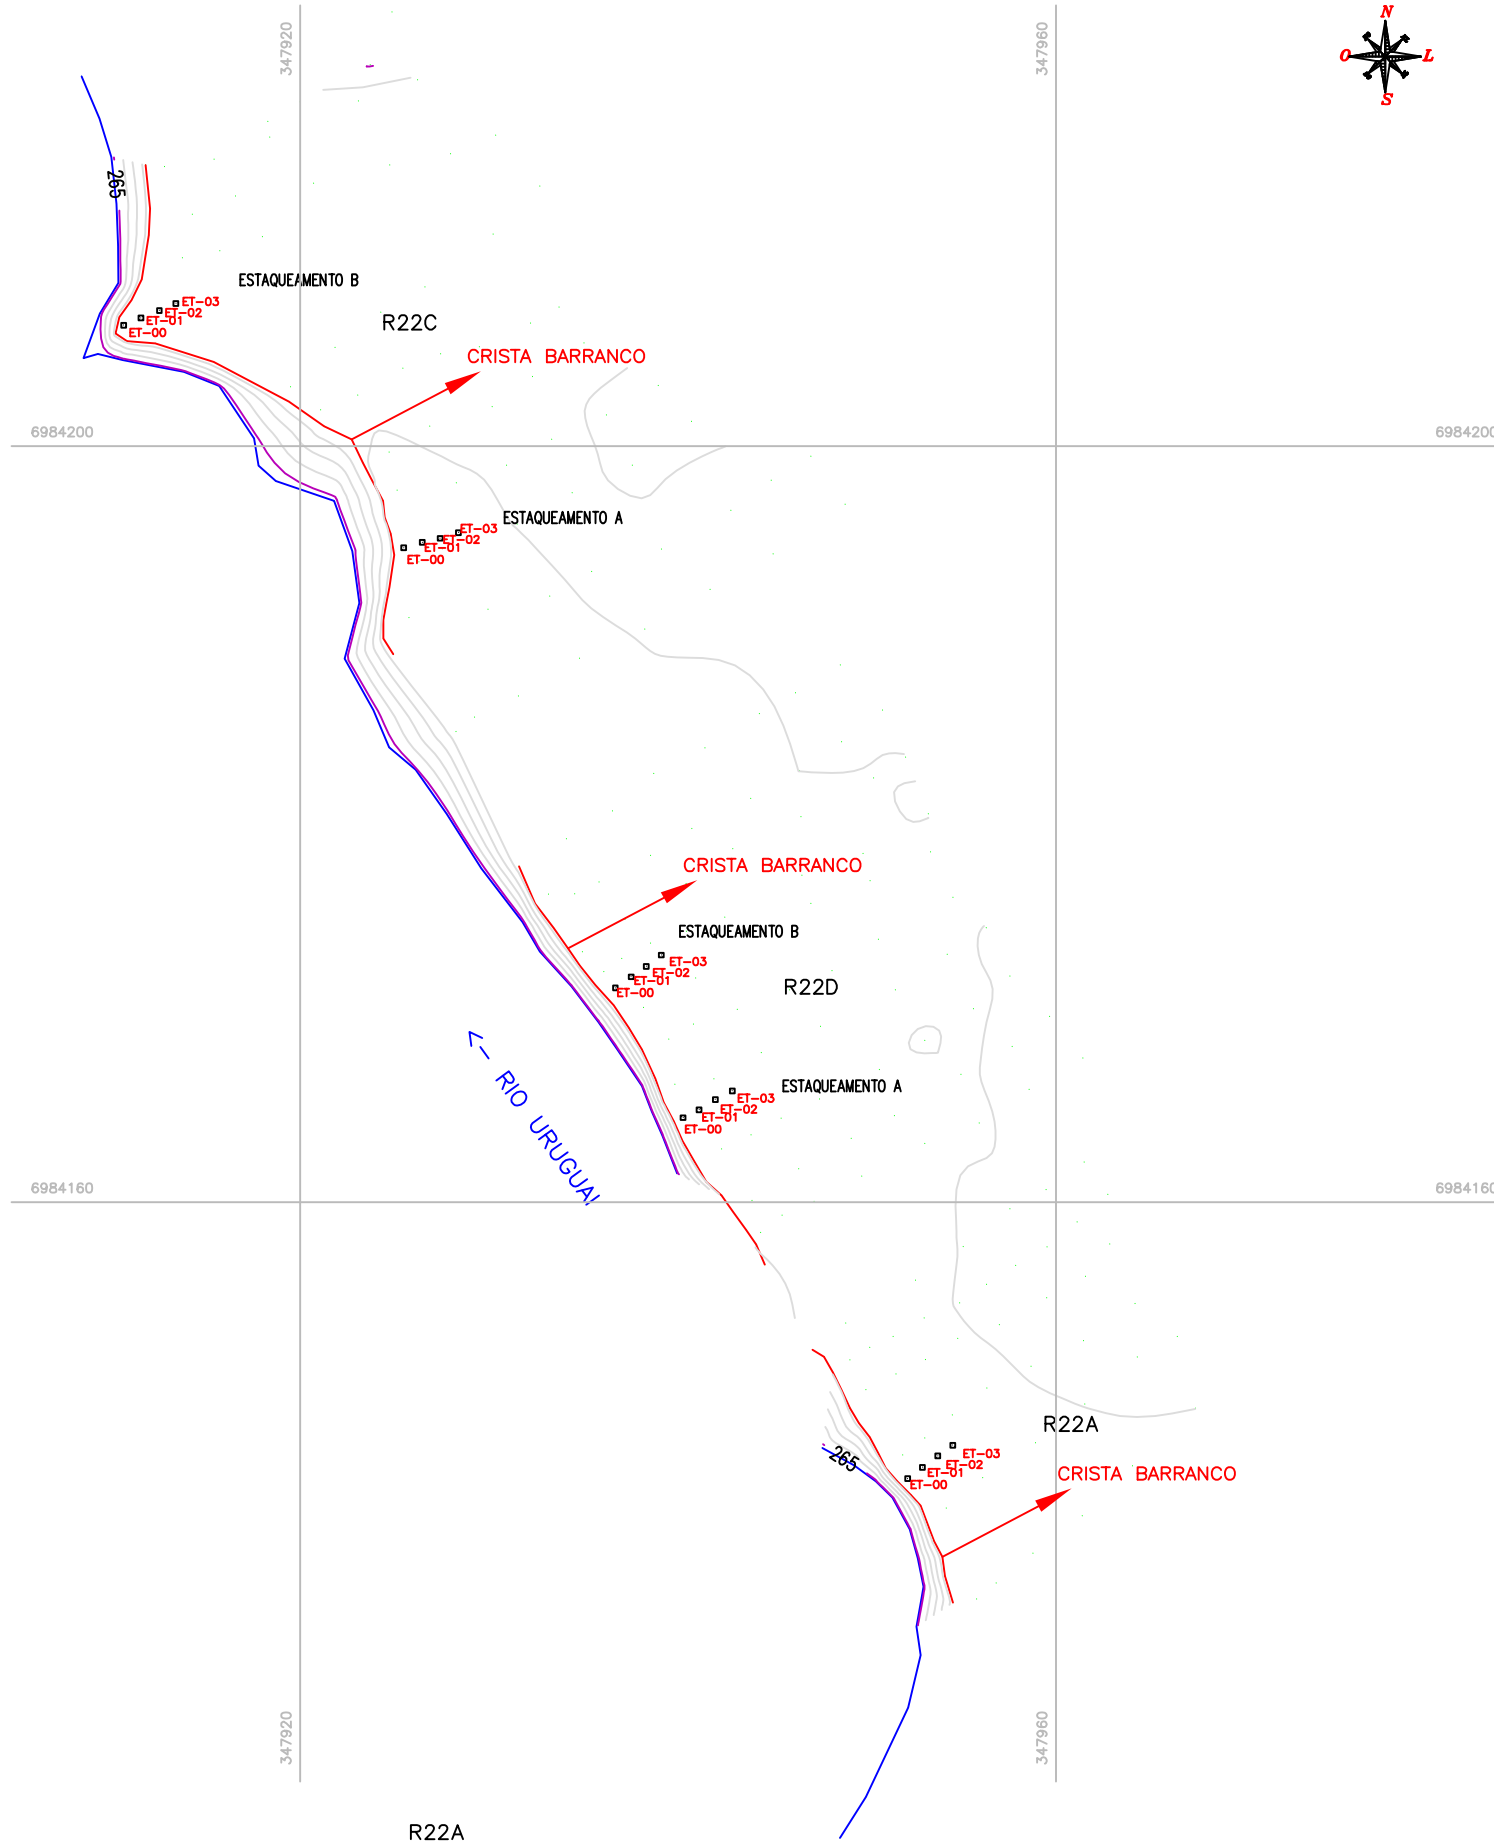 347920
347960
N
O
L
S
265
ESTAQUEAMENTO B
ET-03
ET-02
ET-01
ET-00
R22C
CRISTA BARRANCO
6984200
6984200
ESTAQUEAMENTO A
ET-03
ET-02
ET-01
ET-00
CRISTA BARRANCO
ESTAQUEAMENTO B
ET-03
ET-02
ET-01
ET-00
R22D
<- RIO URUGUAI
ESTAQUEAMENTO A
ET-03
ET-02
ET-01
ET-00
6984160
6984160
R22A
265
ET-03
ET-02
ET-01
ET-00
CRISTA BARRANCO
347920
347960
R22A